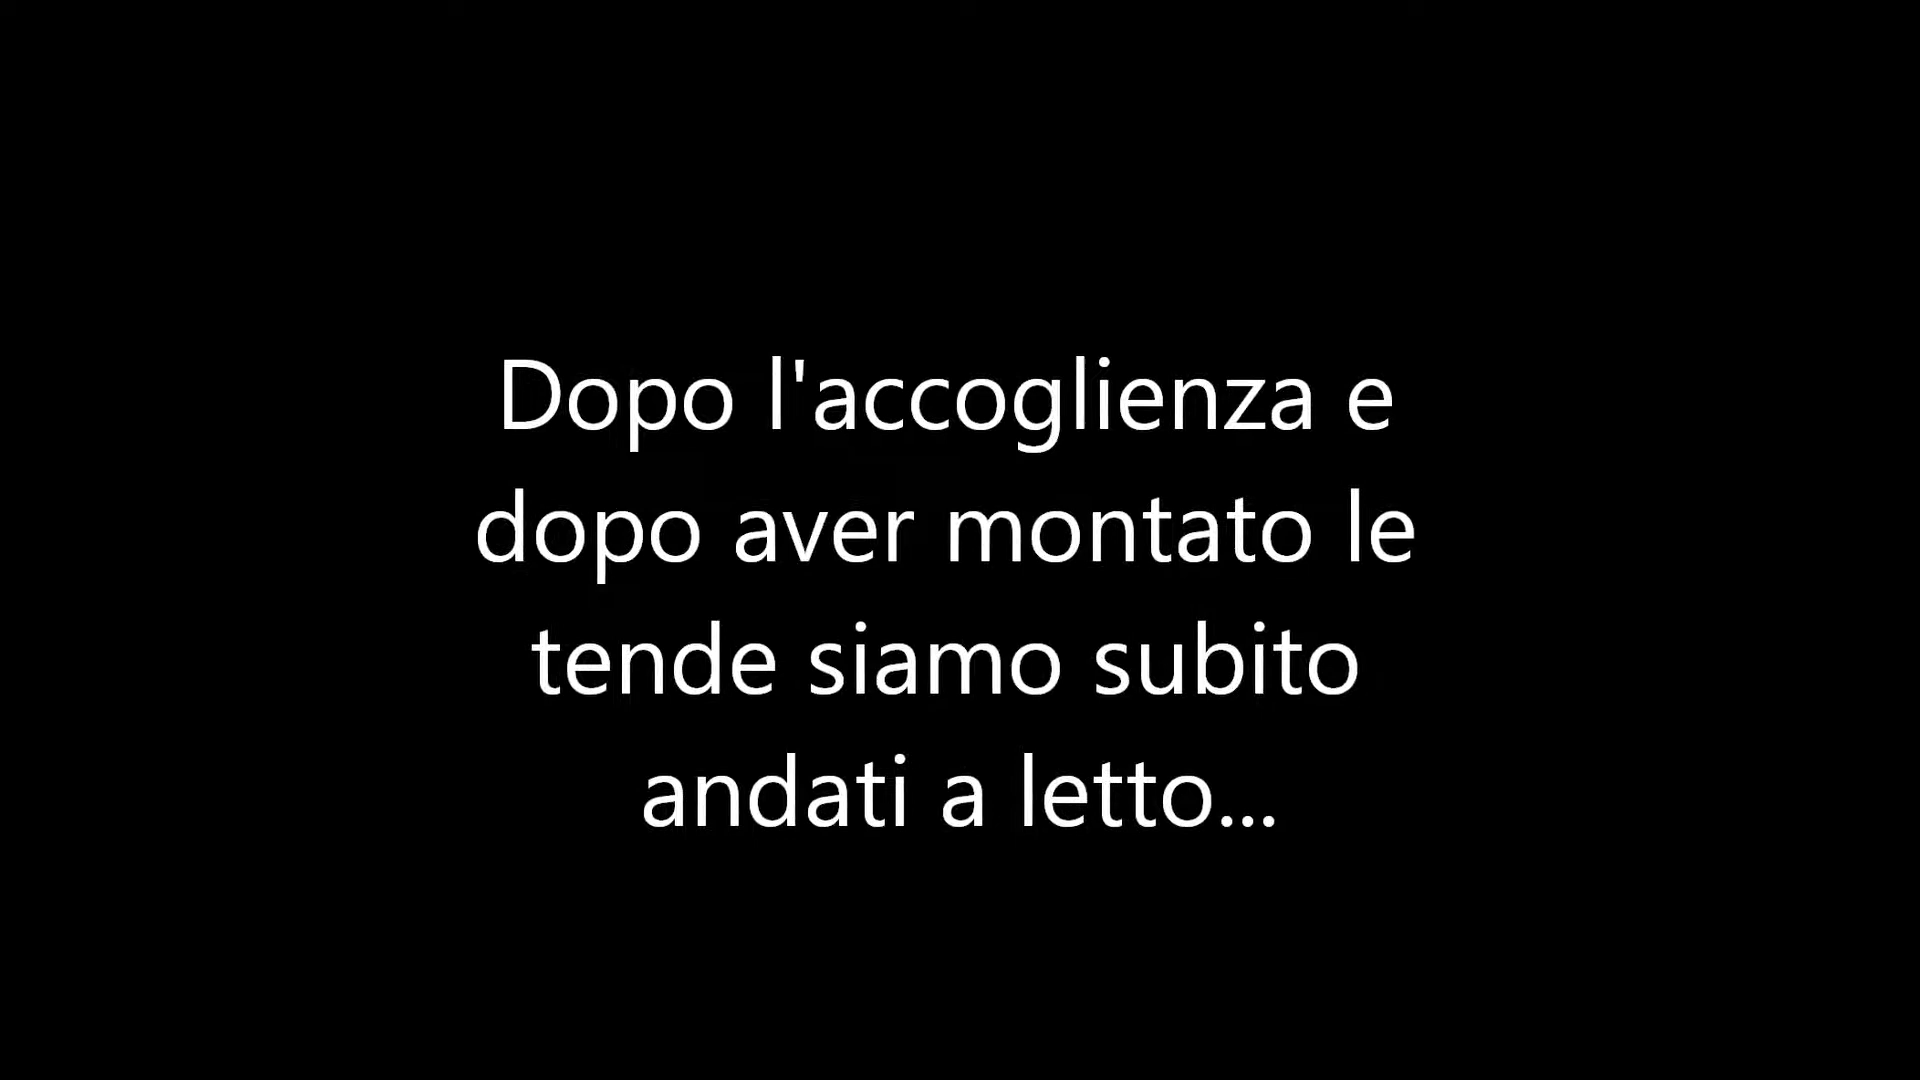 Dopo l'accoglienza e
dopo aver montato le
tende siamo subito
andati a letto...